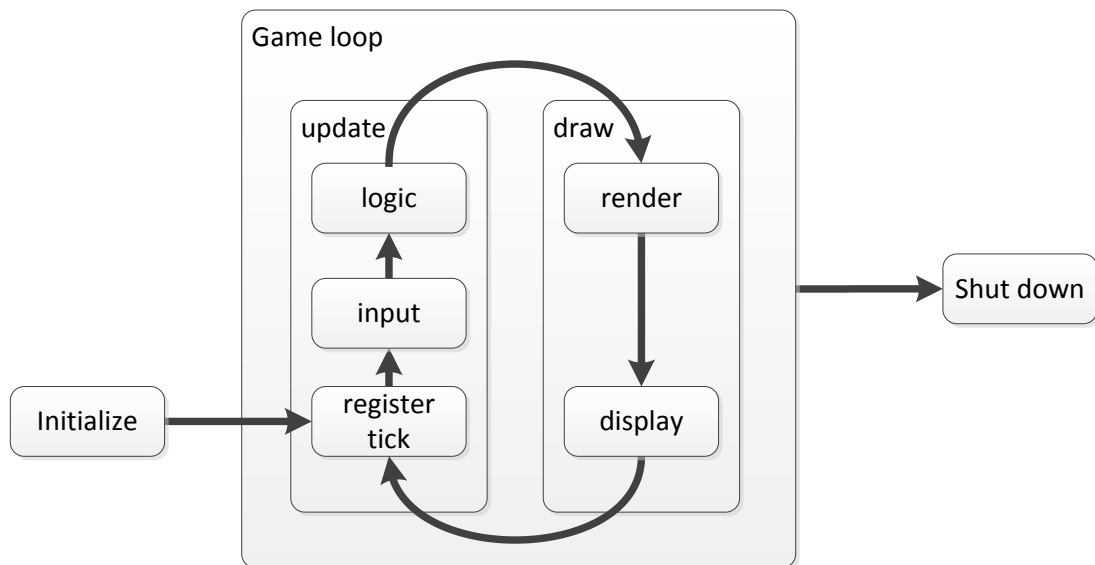 Game loop
update
logic
input
register
tick
draw
render
display
Initialize
Shut down